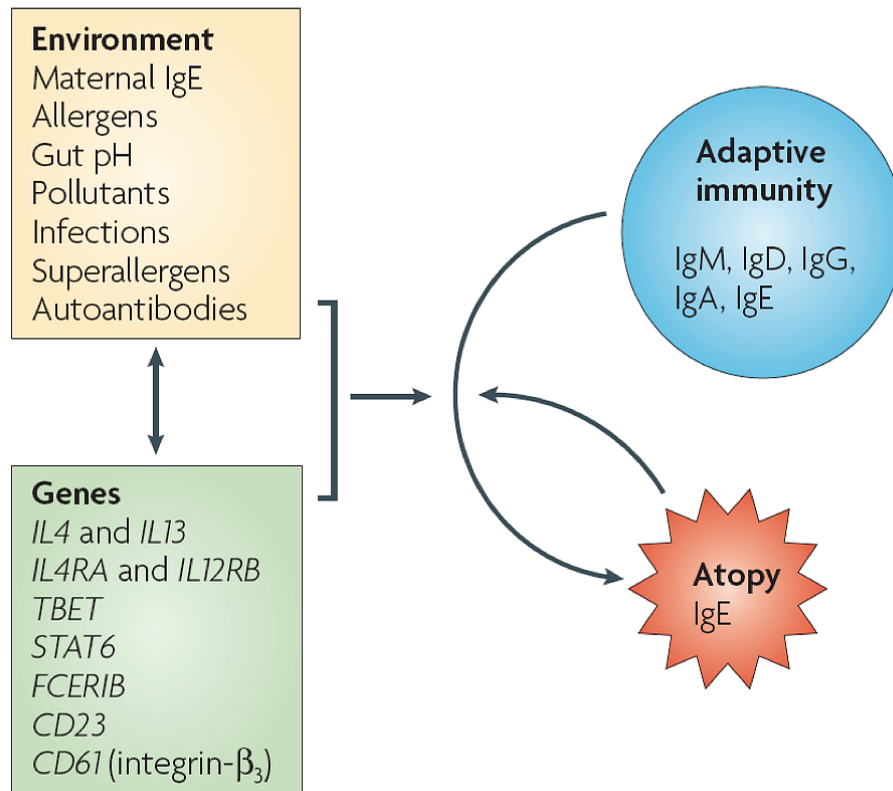 Environment
Maternal IgE
Allergens
Gut pH
Pollutants
Infections
Superallergens
Autoantibodies
Genes
IL4 and IL13
IL4RA and IL12RB
TBET
STAT6
FCERIB
CD23
CD61 (integrin-β₃)
Adaptive
immunity
IgM, IgD, IgG,
IgA, IgE
Atopy
IgE